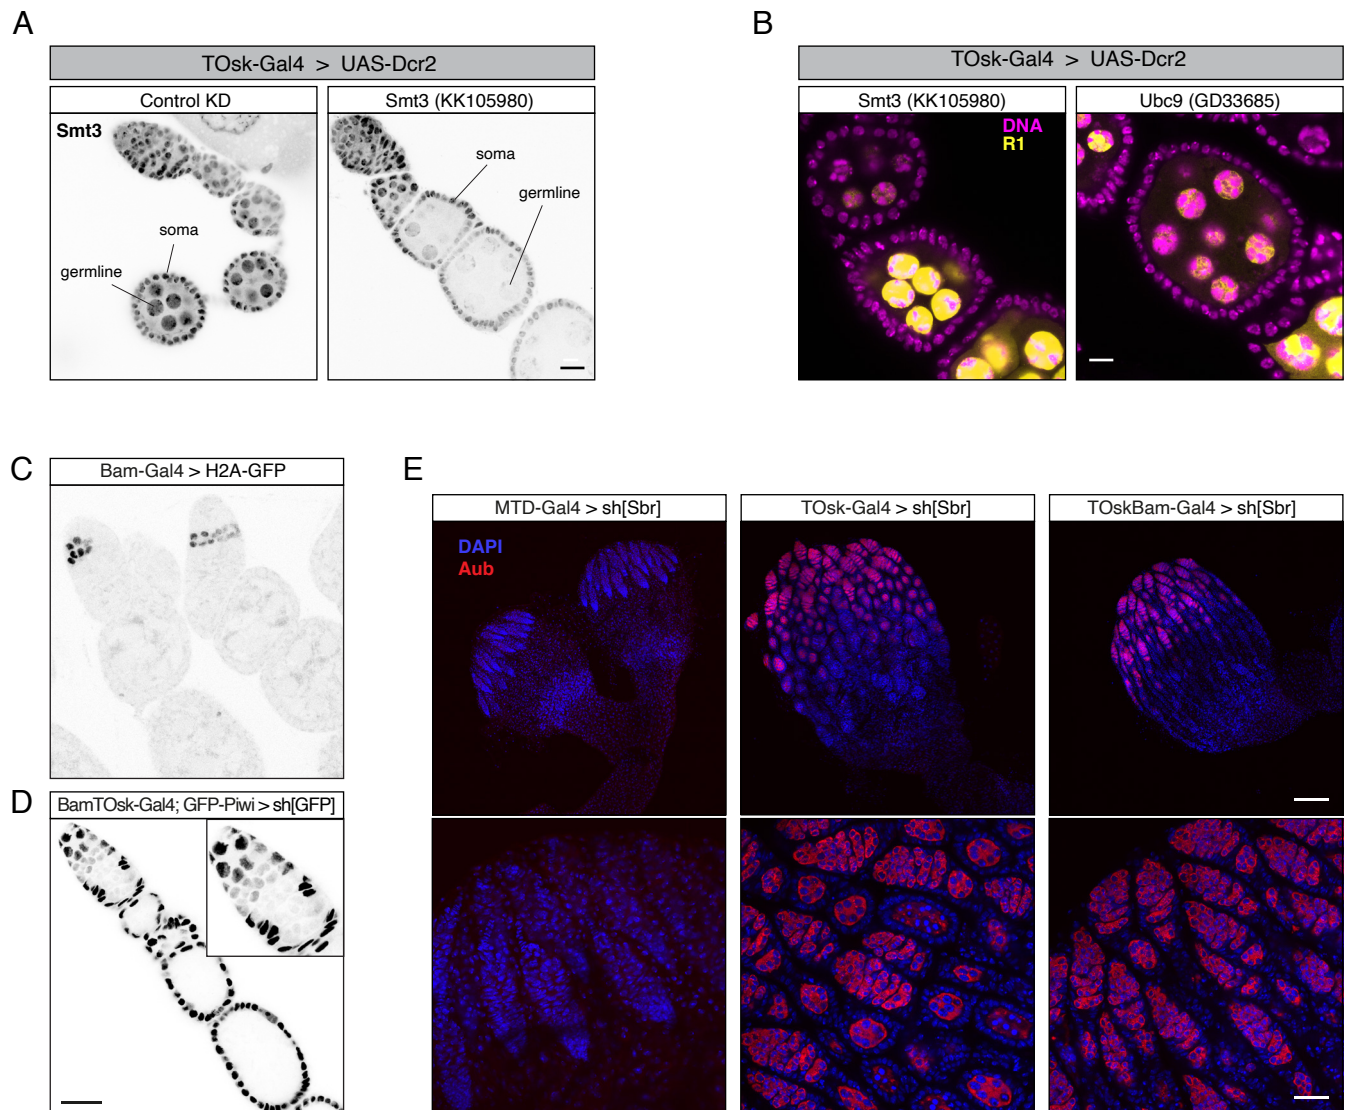 A
TOsk-Gal4 > UAS-Dcr2
Control KD
Smt3 (KK105980)
Smt3
soma
germline
soma
germline
B
TOsk-Gal4 > UAS-Dcr2
Smt3 (KK105980)
Ubc9 (GD33685)
DNA
R1
C
Bam-Gal4 > H2A-GFP
D
BamTOsk-Gal4; GFP-Piwi > sh[GFP]
E
MTD-Gal4 > sh[Sbr]
TOsk-Gal4 > sh[Sbr]
TOskBam-Gal4 > sh[Sbr]
DAPI
Aub